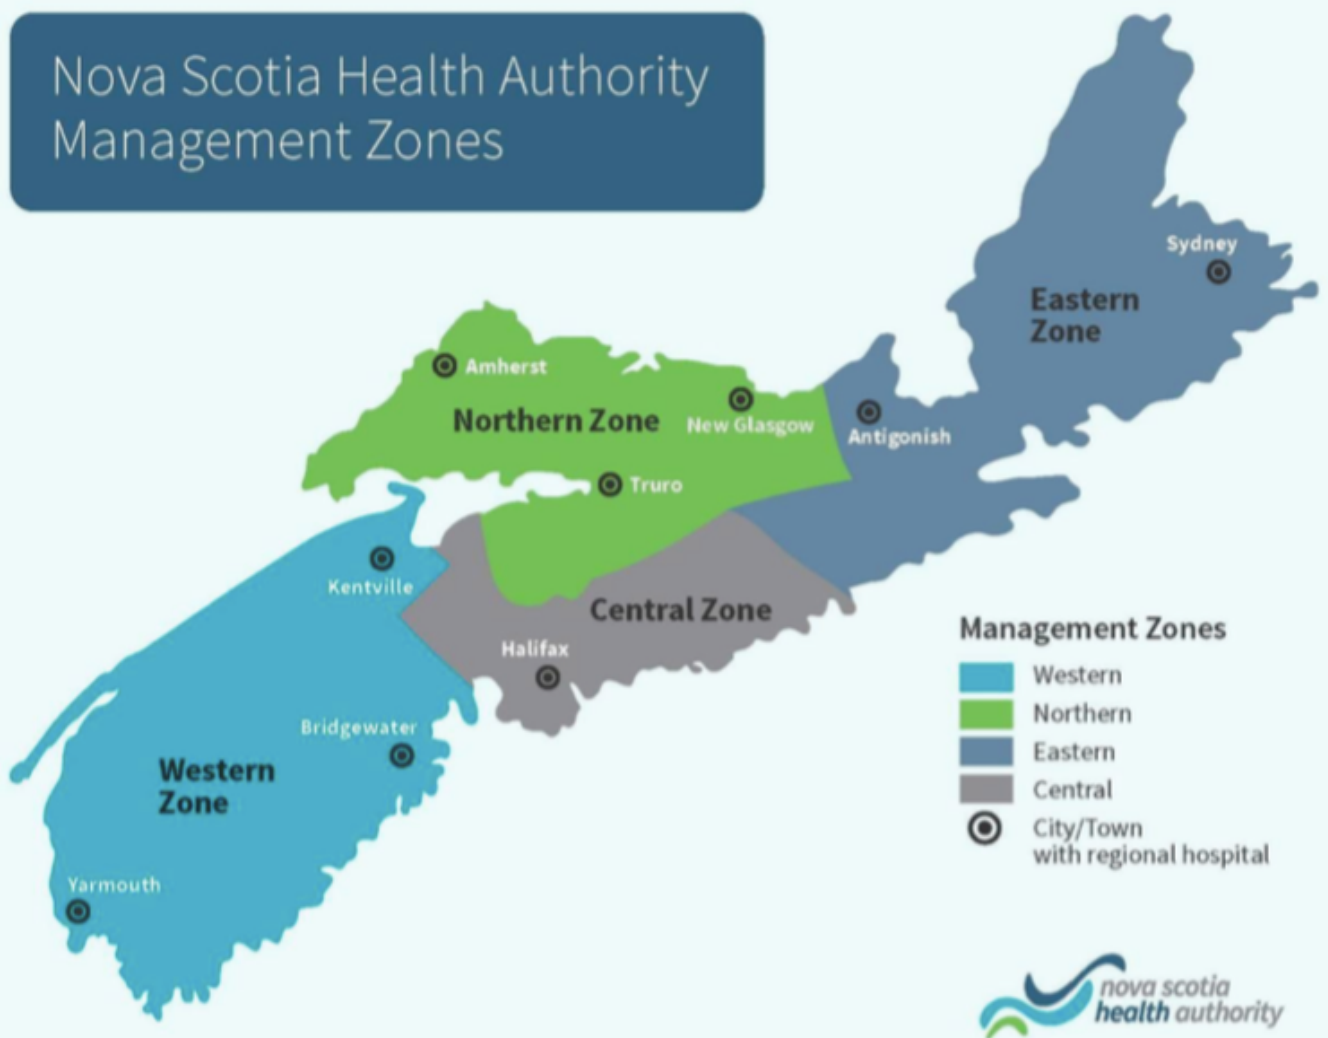 Nova Scotia Health Authority
Management Zones
Sydney
Eastern
Zone
Amherst
Northern Zone
New Glasgow
Antigonish
Truro
Kentville
Central Zone
Halifax
Bridgewater
Western
Zone
Yarmouth
Management Zones
Western
Northern
Eastern
Central
City/Town
with regional hospital
nova scotia
health authority